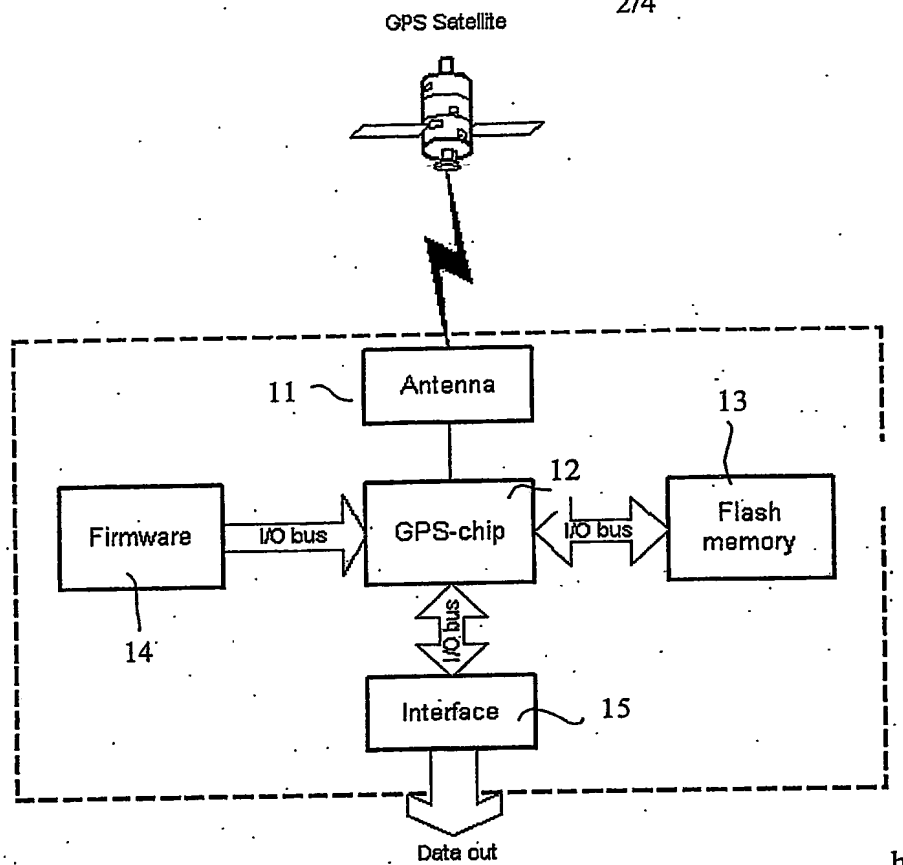 2/4
GPS Satellite
11
Antenna
13
12
Firmware
I/O bus
GPS-chip
I/O bus
Flash
memory
14
I/O bus
Interface
15
Data out